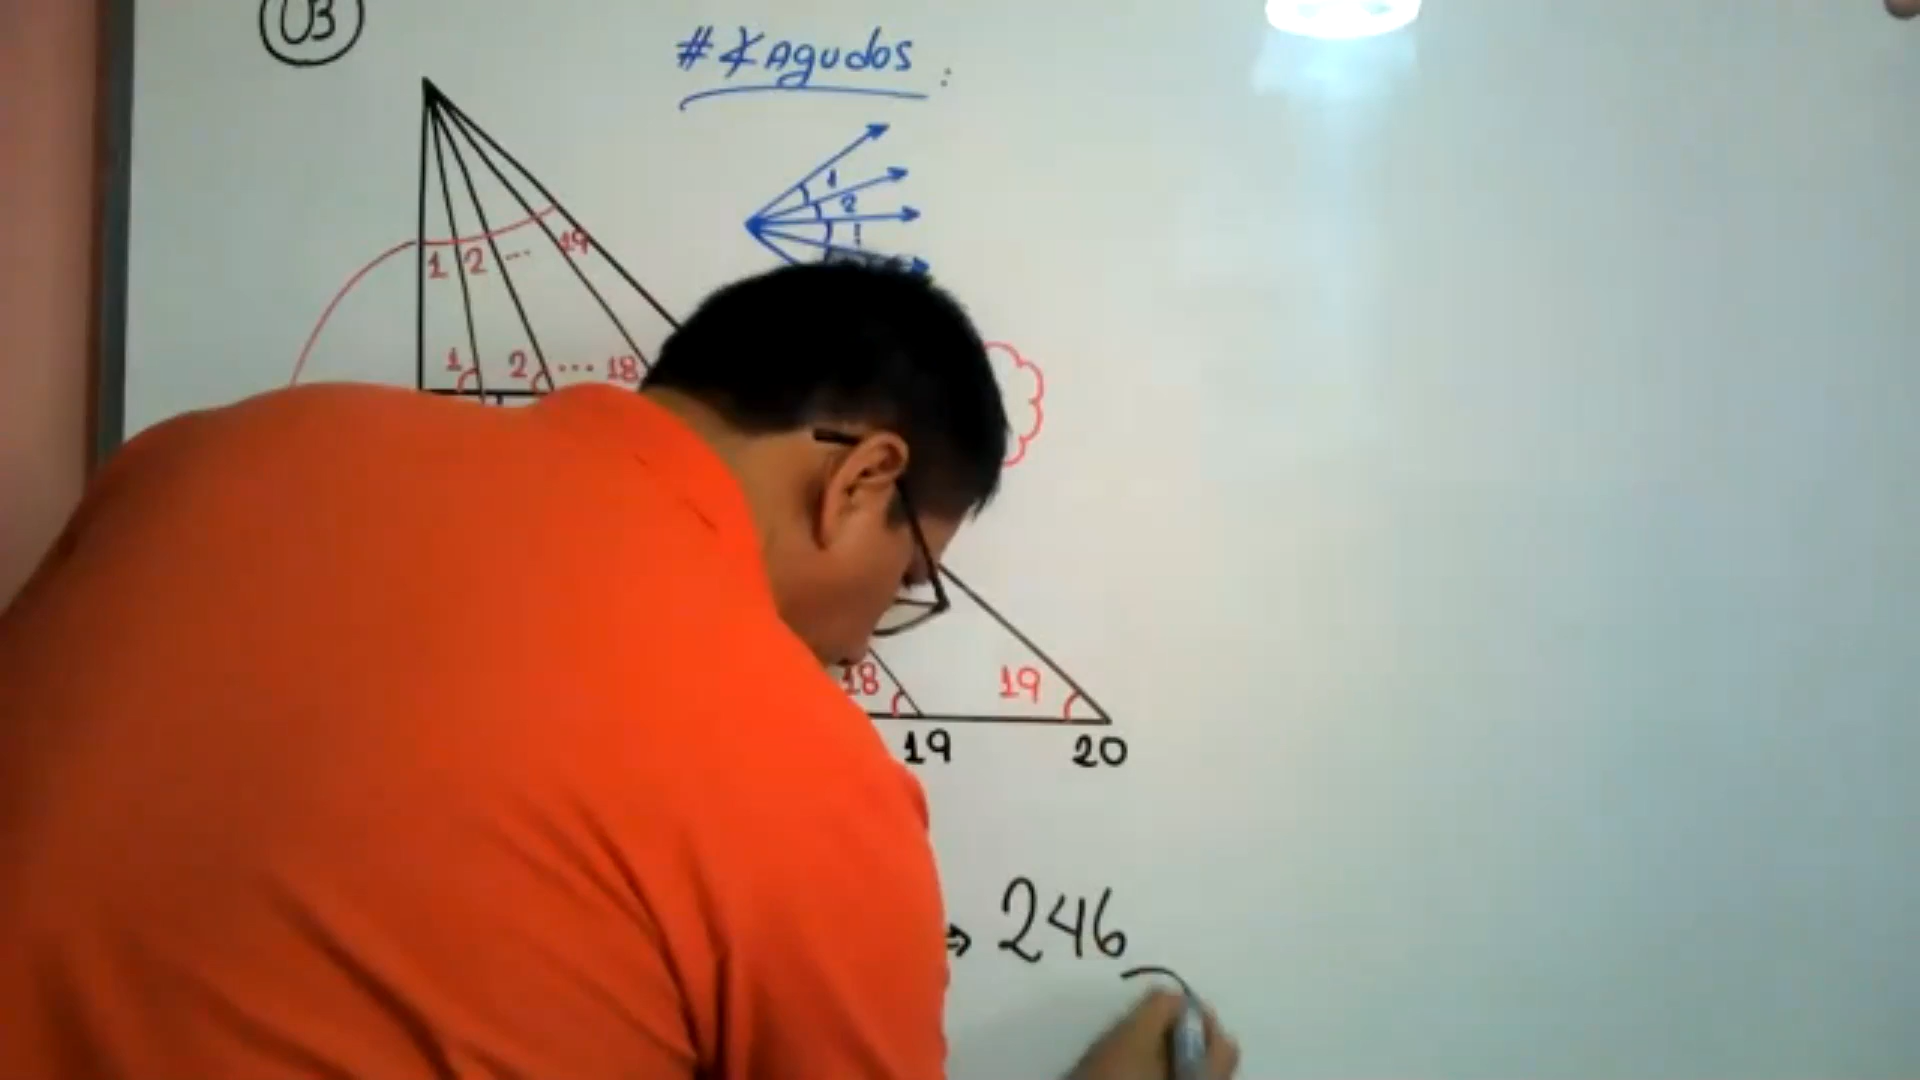 03
#∡Agudos :
1
2
1 2 ... 19
1 2 ... 18
18 19
19 20
⇒ 246